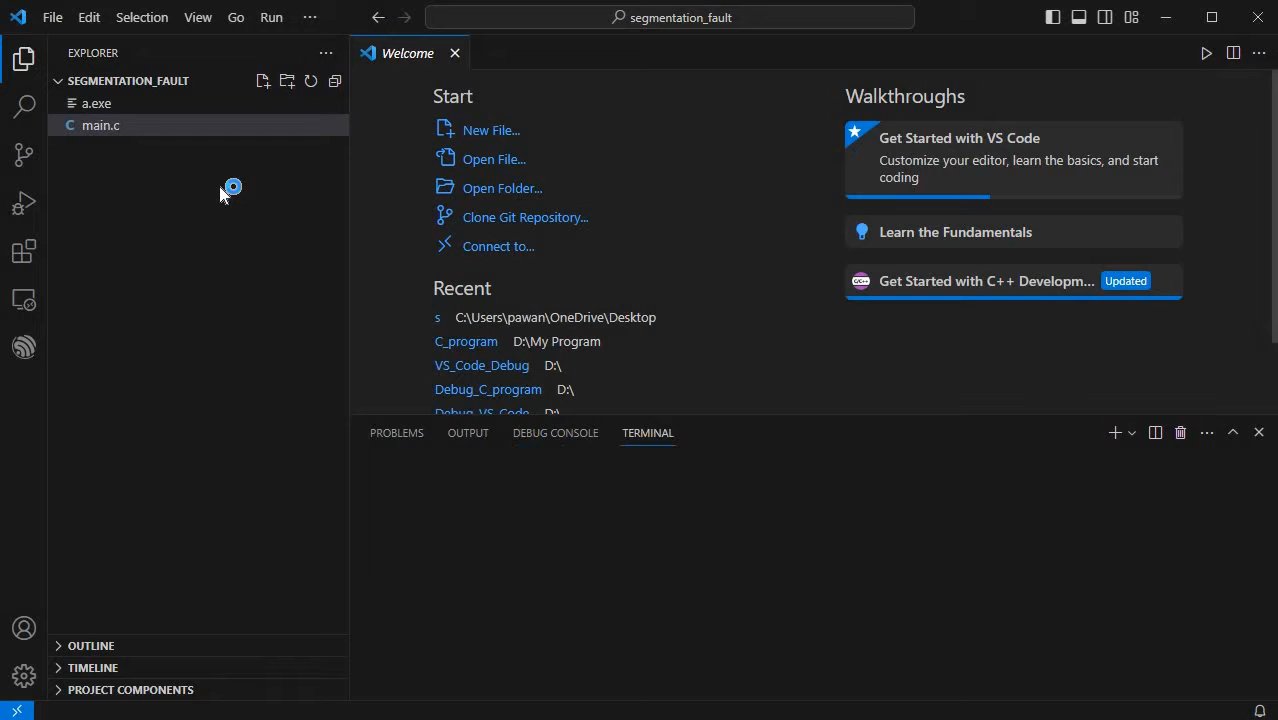 File Edit Selection View Go Run ···
segmentation_fault
EXPLORER
SEGMENTATION_FAULT
a.exe
C main.c
OUTLINE
TIMELINE
PROJECT COMPONENTS
Welcome
Start
New File...
Open File...
Open Folder...
Clone Git Repository...
Connect to...
Recent
s C:\Users\pawan\OneDrive\Desktop
C_program D:\My Program
VS_Code_Debug D:\
Debug_C_program D:\
Debug_VS_Code D:\
Walkthroughs
Get Started with VS Code
Customize your editor, learn the basics, and start
coding
Learn the Fundamentals
C/C++ Get Started with C++ Developm... Updated
PROBLEMS OUTPUT DEBUG CONSOLE TERMINAL